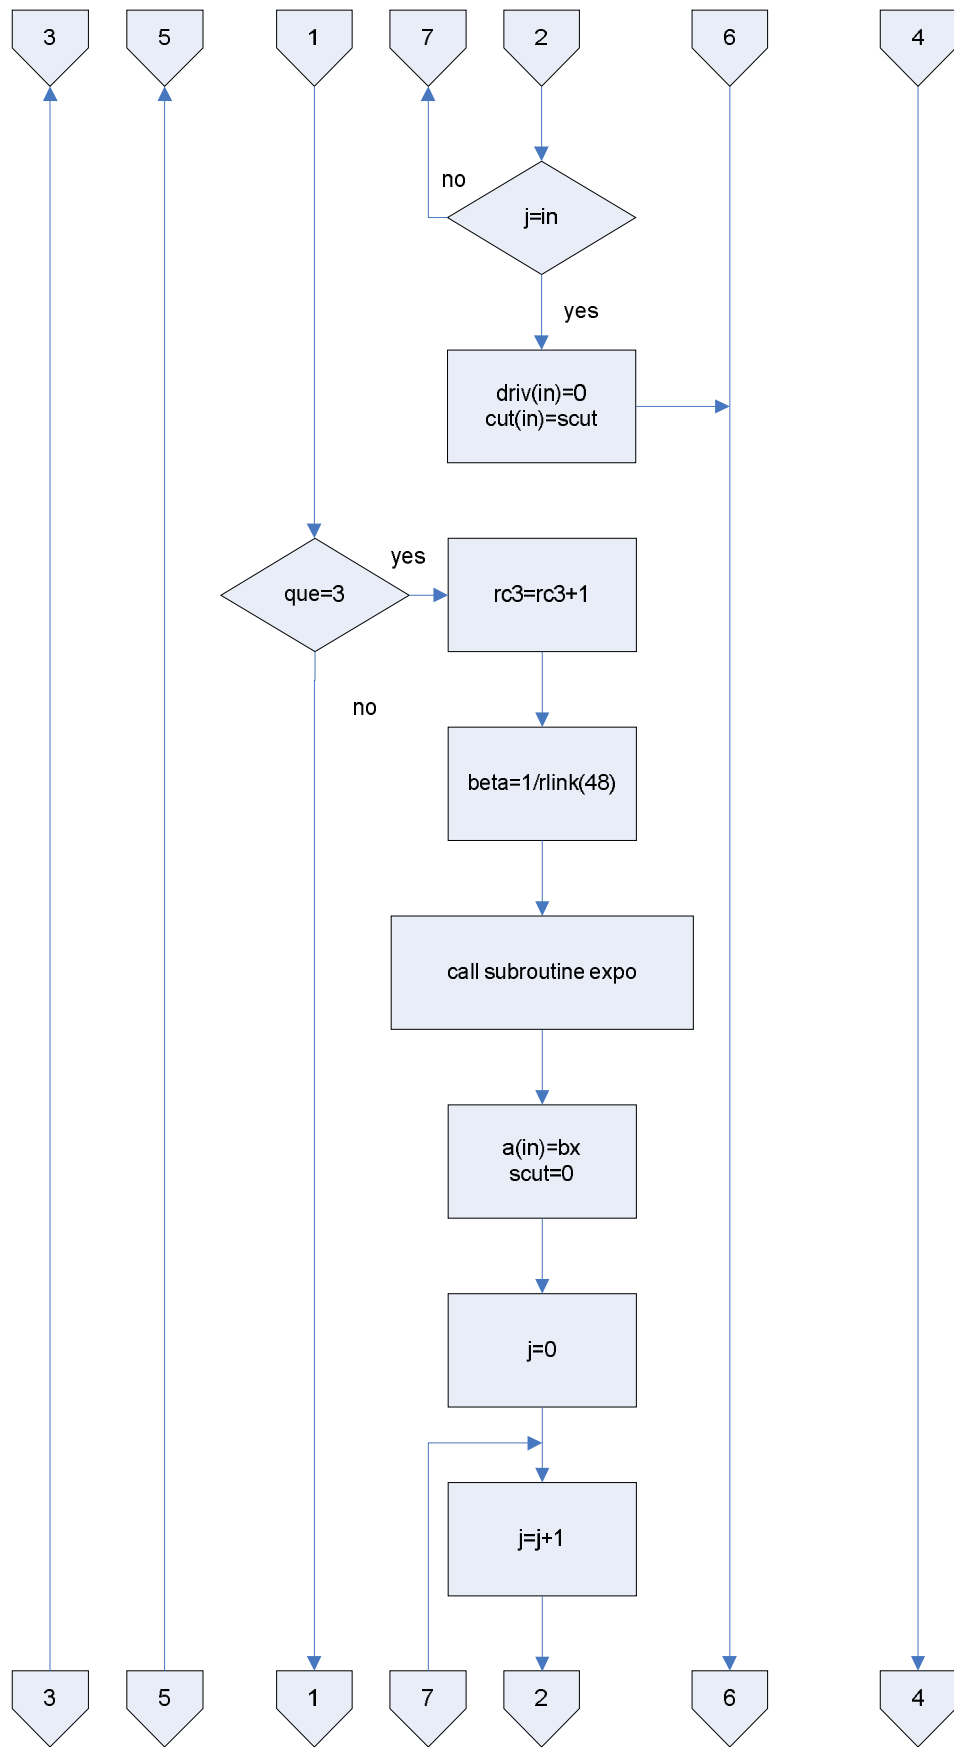 3
5
1
7
2
6
4
no
j=in
yes
driv(in)=0
cut(in)=scut
yes
que=3
rc3=rc3+1
no
beta=1/rlink(48)
call subroutine expo
a(in)=bx
scut=0
j=0
j=j+1
3
5
1
7
2
6
4